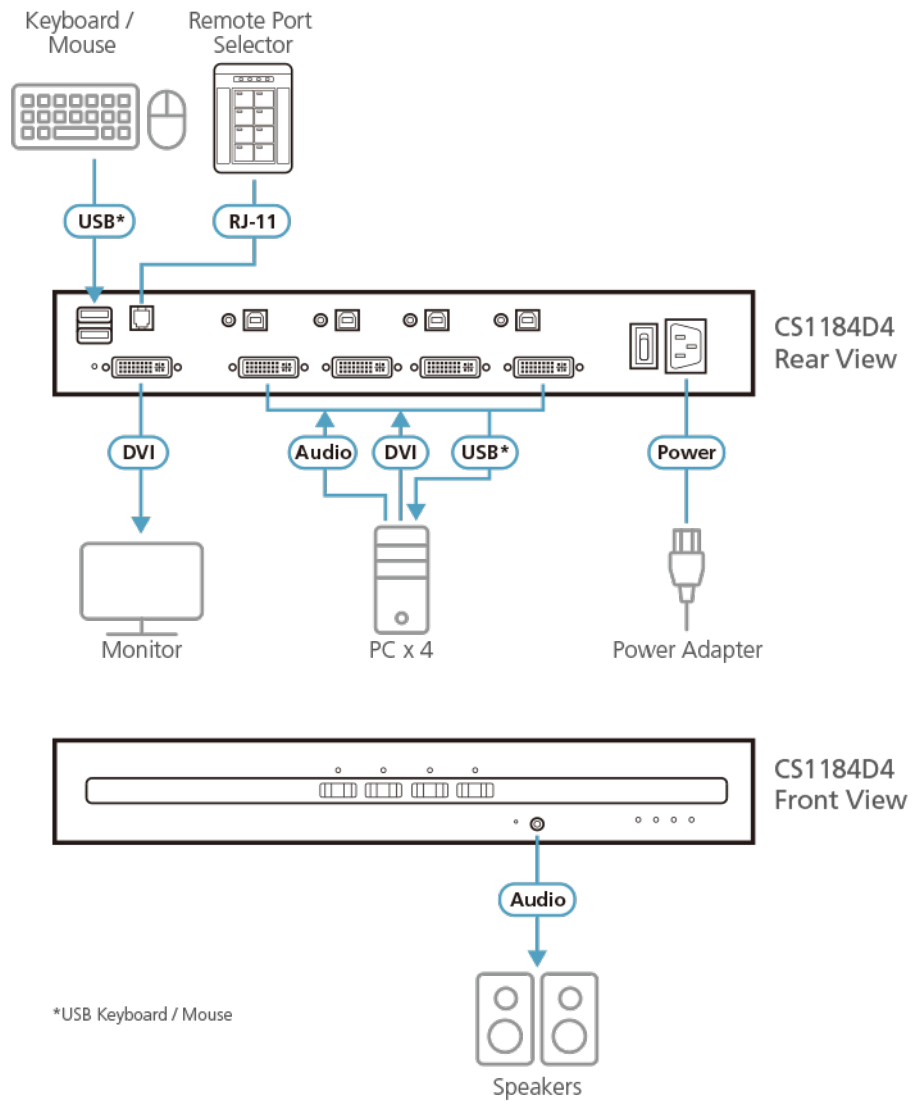 Keyboard /
Mouse
Remote Port
Selector
USB*
RJ-11
CS1184D4
Rear View
DVI
Audio
DVI
USB*
Power
Monitor
PC x 4
Power Adapter
CS1184D4
Front View
Audio
*USB Keyboard / Mouse
Speakers